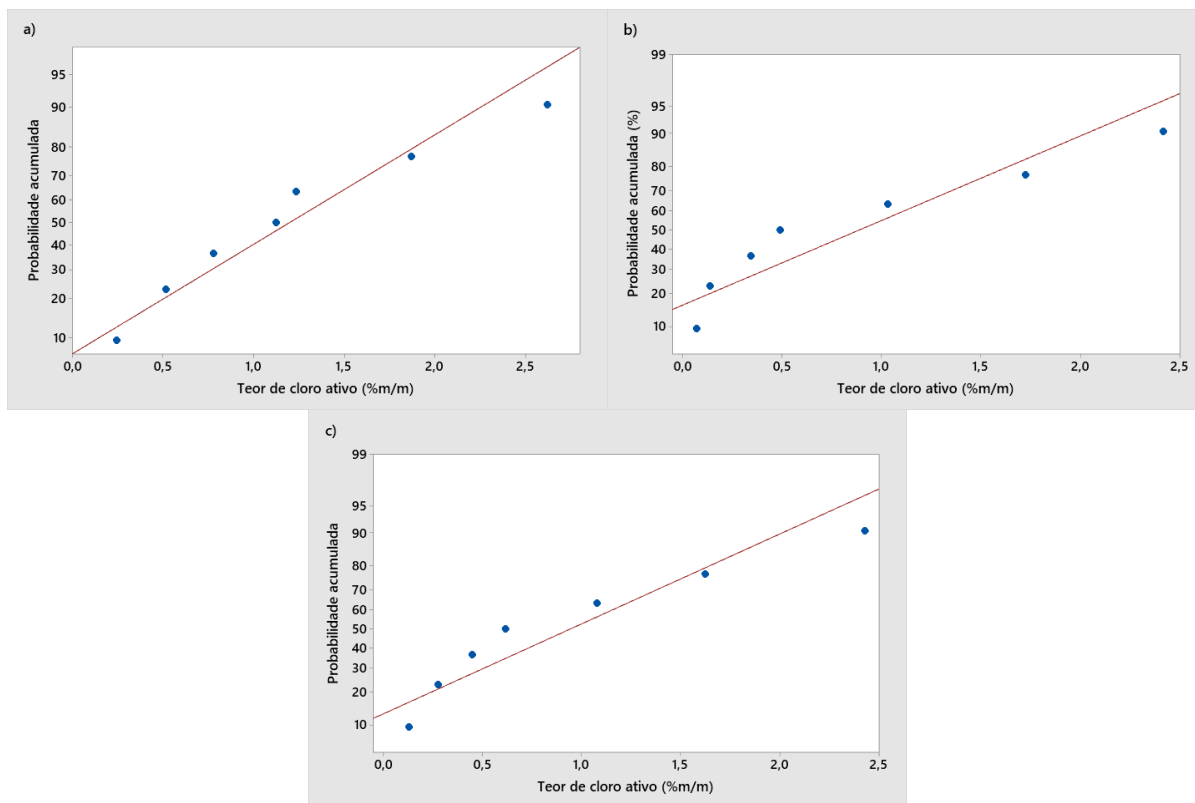 a)
Probabilidade acumulada
95
90
80
70
60
50
40
30
20
10
0,0 0,5 1,0 1,5 2,0 2,5
Teor de cloro ativo (%m/m)
b)
Probabilidade acumulada (%)
99
95
90
80
70
60
50
40
30
20
10
0,0 0,5 1,0 1,5 2,0 2,5
Teor de cloro ativo (%m/m)
c)
Probabilidade acumulada
99
95
90
80
70
60
50
40
30
20
10
0,0 0,5 1,0 1,5 2,0 2,5
Teor de cloro ativo (%m/m)